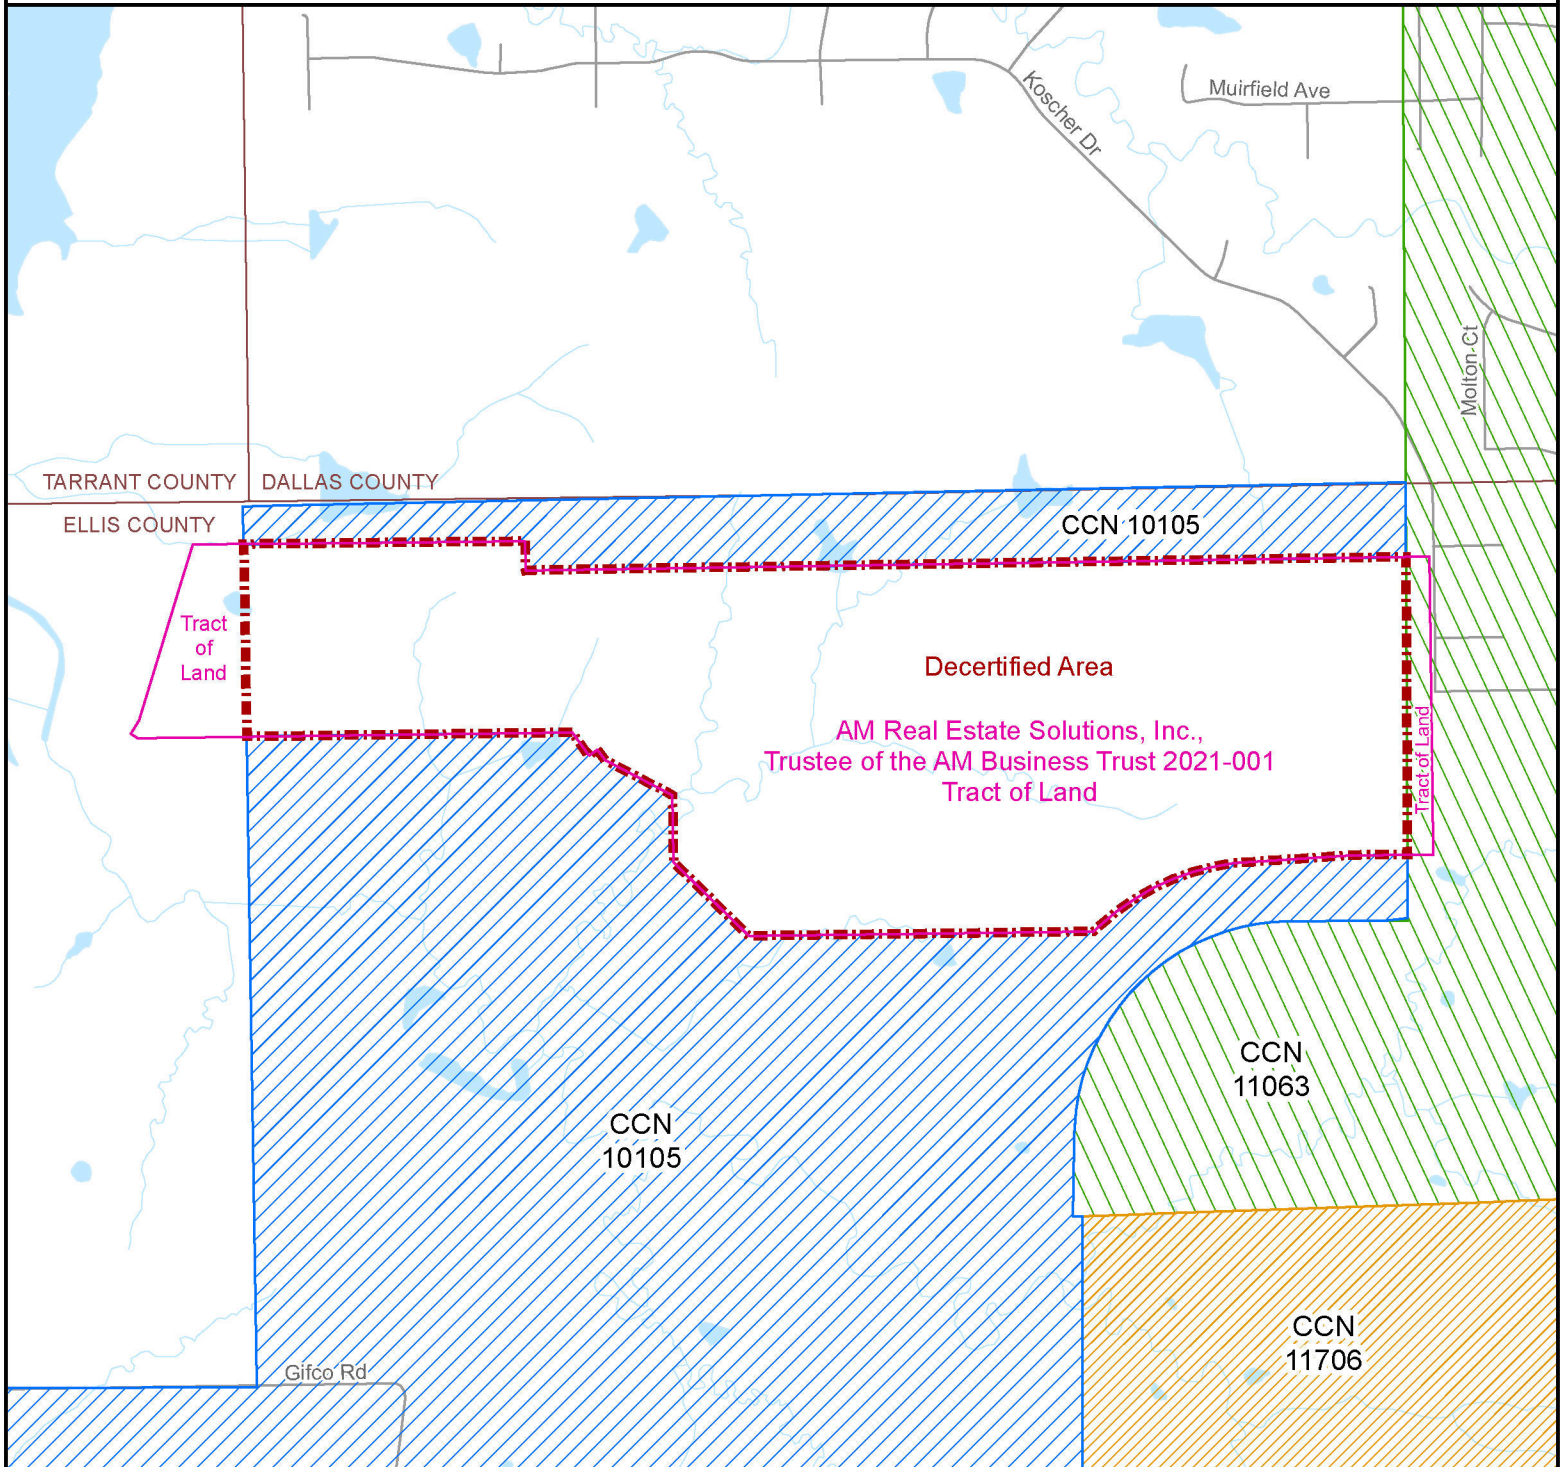 Koscher Dr
Muirfield Ave
Molton Ct
TARRANT COUNTY
DALLAS COUNTY
ELLIS COUNTY
CCN 10105
Tract
of
Land
Decertified Area
AM Real Estate Solutions, Inc.,
Trustee of the AM Business Trust 2021-001
Tract of Land
Tract of Land
CCN
11063
CCN
10105
CCN
11706
Gifco Rd